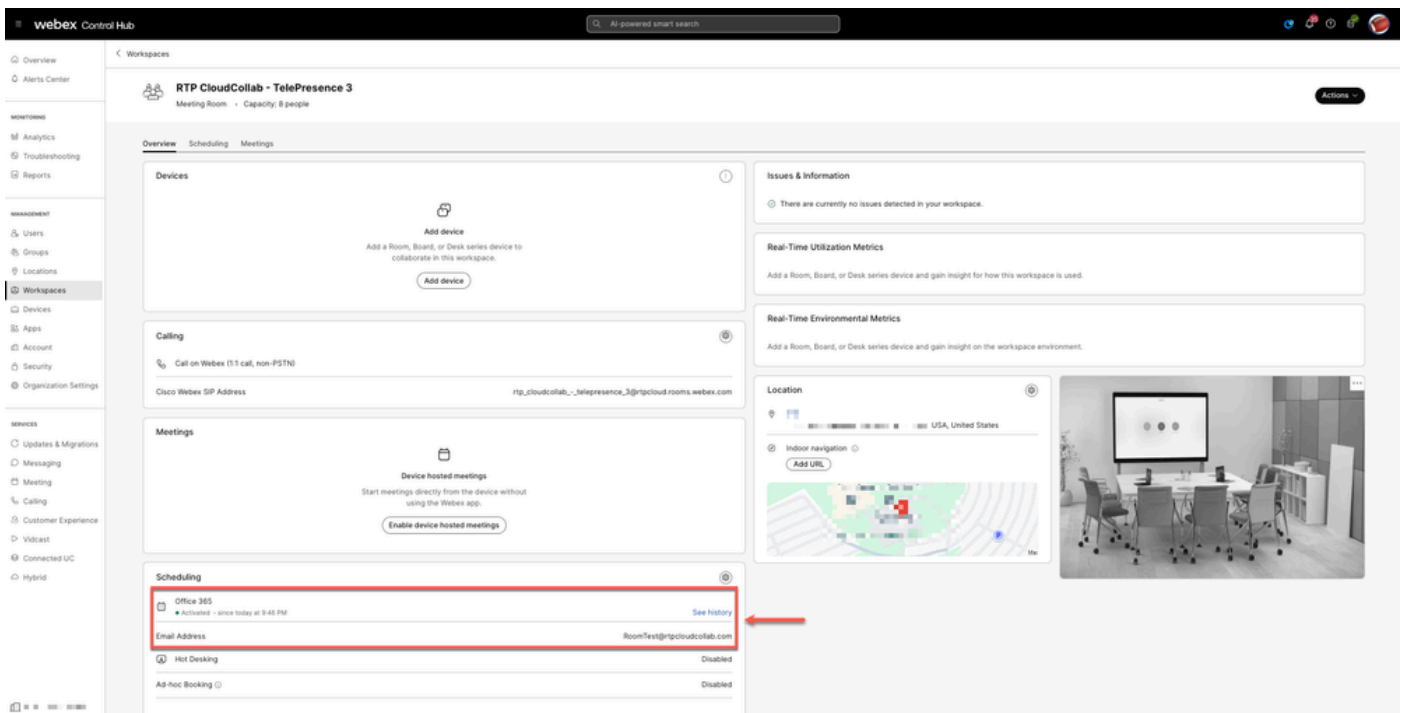 webex Control Hub
AI-powered smart search
Overview
Alerts Center
MONITORING
Analytics
Troubleshooting
Reports
MANAGEMENT
Users
Groups
Locations
Workspaces
Devices
Apps
Account
Security
Organization Settings
SERVICES
Updates & Migrations
Messaging
Meeting
Calling
Customer Experience
Vidcast
Connected UC
Hybrid
Workspaces
RTP CloudCollab - TelePresence 3
Meeting Room • Capacity: 8 people
Actions
Overview Scheduling Meetings
Devices
Add device
Add a Room, Board, or Desk series device to
collaborate in this workspace.
Add device
Calling
Call on Webex (1:1 call, non-PSTN)
Cisco Webex SIP Address rtp_cloudcollab_-_telepresence_3@rtpcloud.rooms.webex.com
Meetings
Device hosted meetings
Start meetings directly from the device without
using the Webex app.
Enable device hosted meetings
Scheduling
Office 365
Activated - since today at 9:48 PM See history
Email Address RoomTest@rtpcloudcollab.com
Hot Desking Disabled
Ad-hoc Booking Disabled
Issues & Information
There are currently no issues detected in your workspace.
Real-Time Utilization Metrics
Add a Room, Board, or Desk series device and gain insight for how this workspace is used.
Real-Time Environmental Metrics
Add a Room, Board, or Desk series device and gain insight on the workspace environment.
Location
USA, United States
Indoor navigation
Add URL